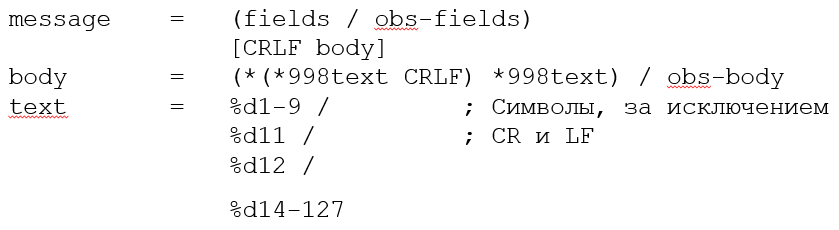 message = (fields / obs-fields)
[CRLF body]
body = (*(*998text CRLF) *998text) / obs-body
text = %d1-9 / ; Символы, за исключением
%d11 / ; CR и LF
%d12 /
%d14-127